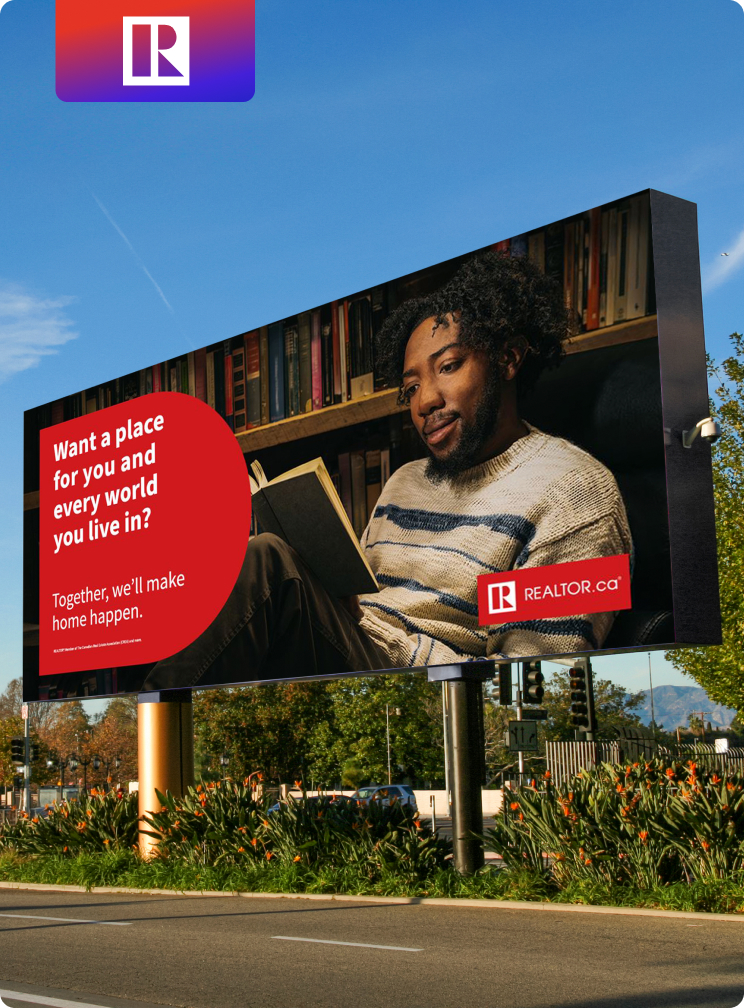 R
Want a place
for you and
every world
you live in?
Together, we'll make
home happen.
R REALTOR.ca®